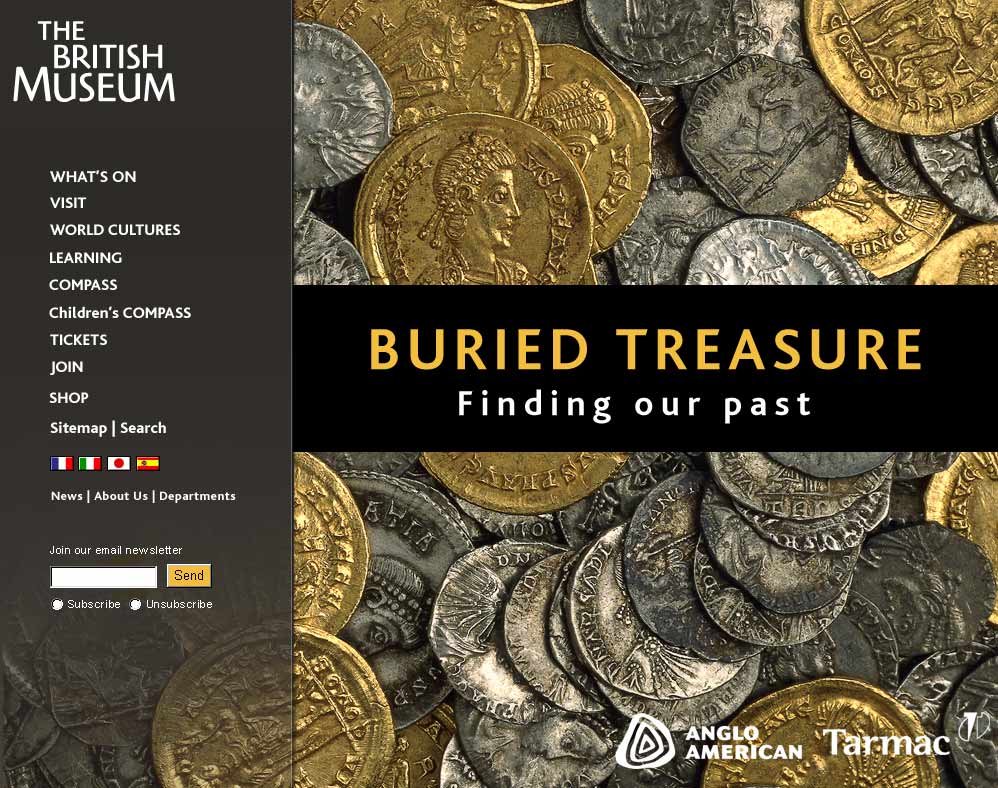 THE
BRITISH
MUSEUM
WHAT'S ON
VISIT
WORLD CULTURES
LEARNING
COMPASS
Children's COMPASS
TICKETS
JOIN
SHOP
Sitemap | Search
News | About Us | Departments
Join our email newsletter
Send
Subscribe Unsubscribe
BURIED TREASURE
Finding our past
ANGLO
AMERICAN
Tarmac